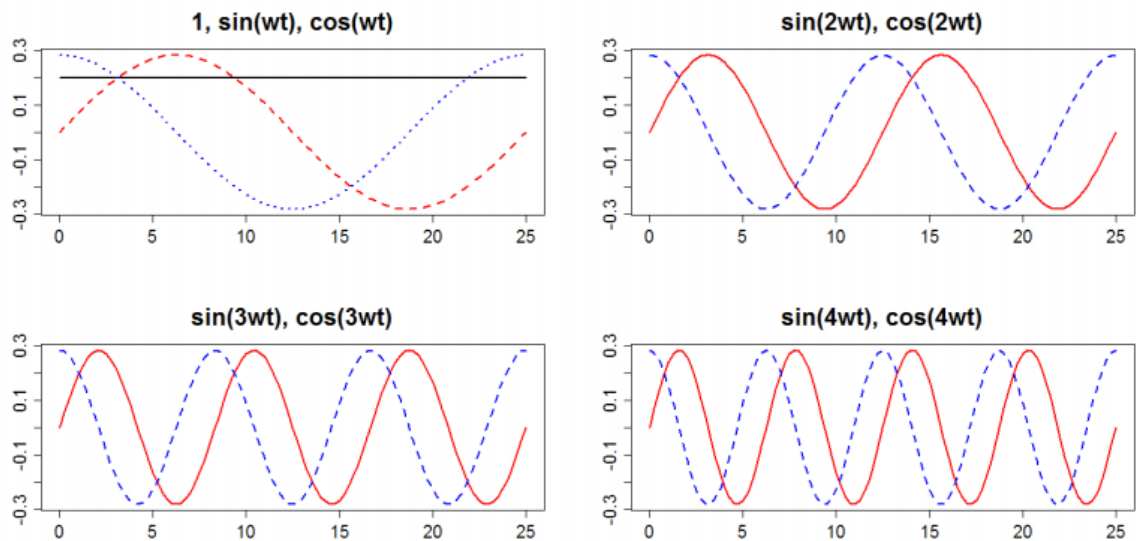 1, sin(wt), cos(wt)
0.3
0.1
-0.1
-0.3
0 5 10 15 20 25
sin(2wt), cos(2wt)
0.3
0.1
-0.1
-0.3
0 5 10 15 20 25
sin(3wt), cos(3wt)
0.3
0.1
-0.1
-0.3
0 5 10 15 20 25
sin(4wt), cos(4wt)
0.3
0.1
-0.1
-0.3
0 5 10 15 20 25